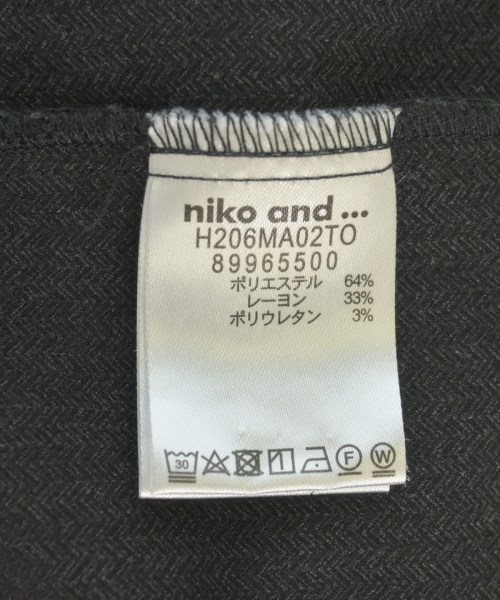 niko and ...
H206MA02TO
89965500
ポリエステル 64%
レーヨン 33%
ポリウレタン 3%
30 F W